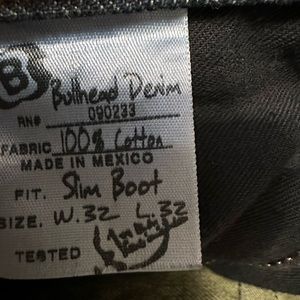 B
Bullhead Denim
RN# 090233
FABRIC 100% Cotton
MADE IN MEXICO
FIT. Slim Boot
SIZE. W.32 L.32
TESTED